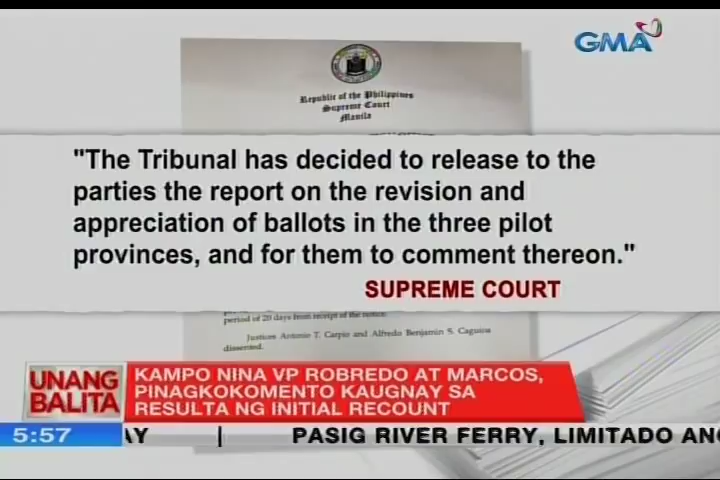 GMA
Republic of the Philippines
Supreme Court
Manila
"The Tribunal has decided to release to the
parties the report on the revision and
appreciation of ballots in the three pilot
provinces, and for them to comment thereon."
SUPREME COURT
period of 20 days from receipt of the notice.
Justices Antonio T. Carpio and Alfredo Benjamin S. Caguioa
dissented.
UNANG
BALITA
KAMPO NINA VP ROBREDO AT MARCOS,
PINAGKOKOMENTO KAUGNAY SA
RESULTA NG INITIAL RECOUNT
5:57 AY | PASIG RIVER FERRY, LIMITADO ANG